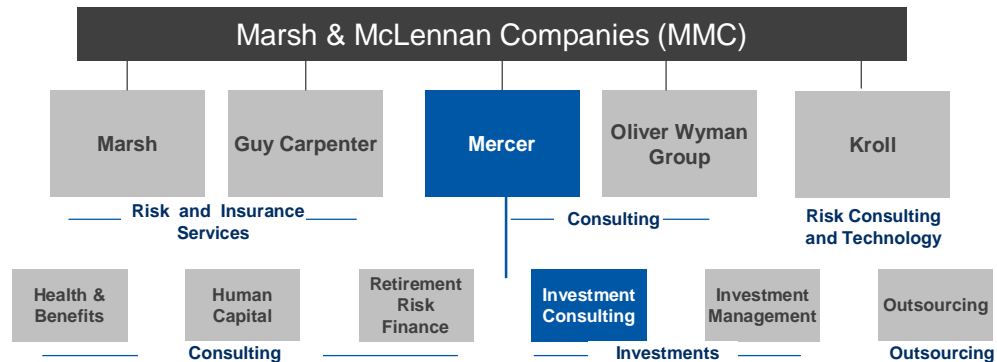 Marsh & McLennan Companies (MMC)
Marsh
Guy Carpenter
Mercer
Oliver Wyman
Group
Kroll
Risk and Insurance
Services
Consulting
Risk Consulting
and Technology
Health &
Benefits
Human
Capital
Retirement
Risk
Finance
Investment
Consulting
Investment
Management
Outsourcing
Consulting
Investments
Outsourcing